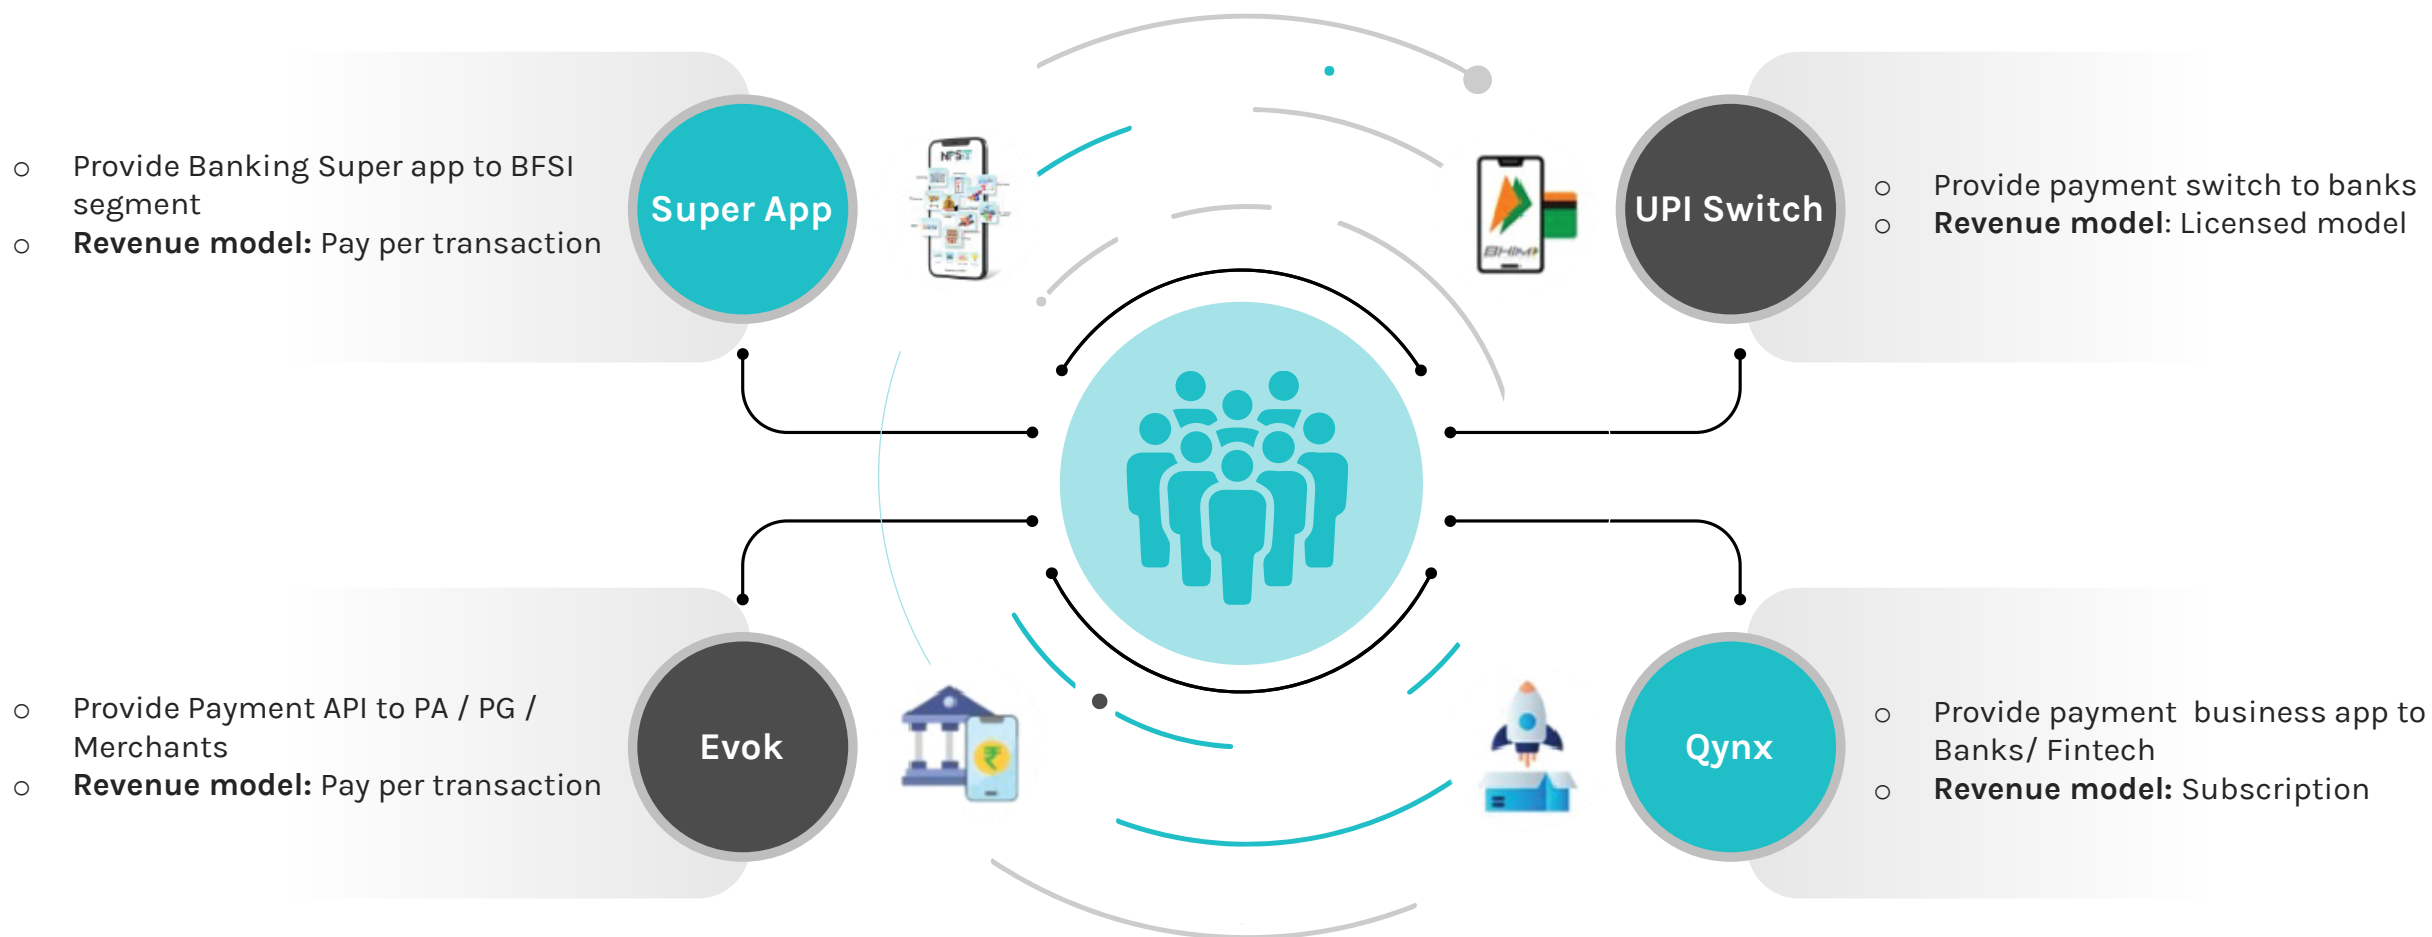 Provide Banking Super app to BFSI
segment
Revenue model: Pay per transaction
Super App
NPST
BHIM
UPI Switch
Provide payment switch to banks
Revenue model: Licensed model
Provide Payment API to PA / PG /
Merchants
Revenue model: Pay per transaction
Evok
Qynx
Provide payment business app to
Banks/ Fintech
Revenue model: Subscription